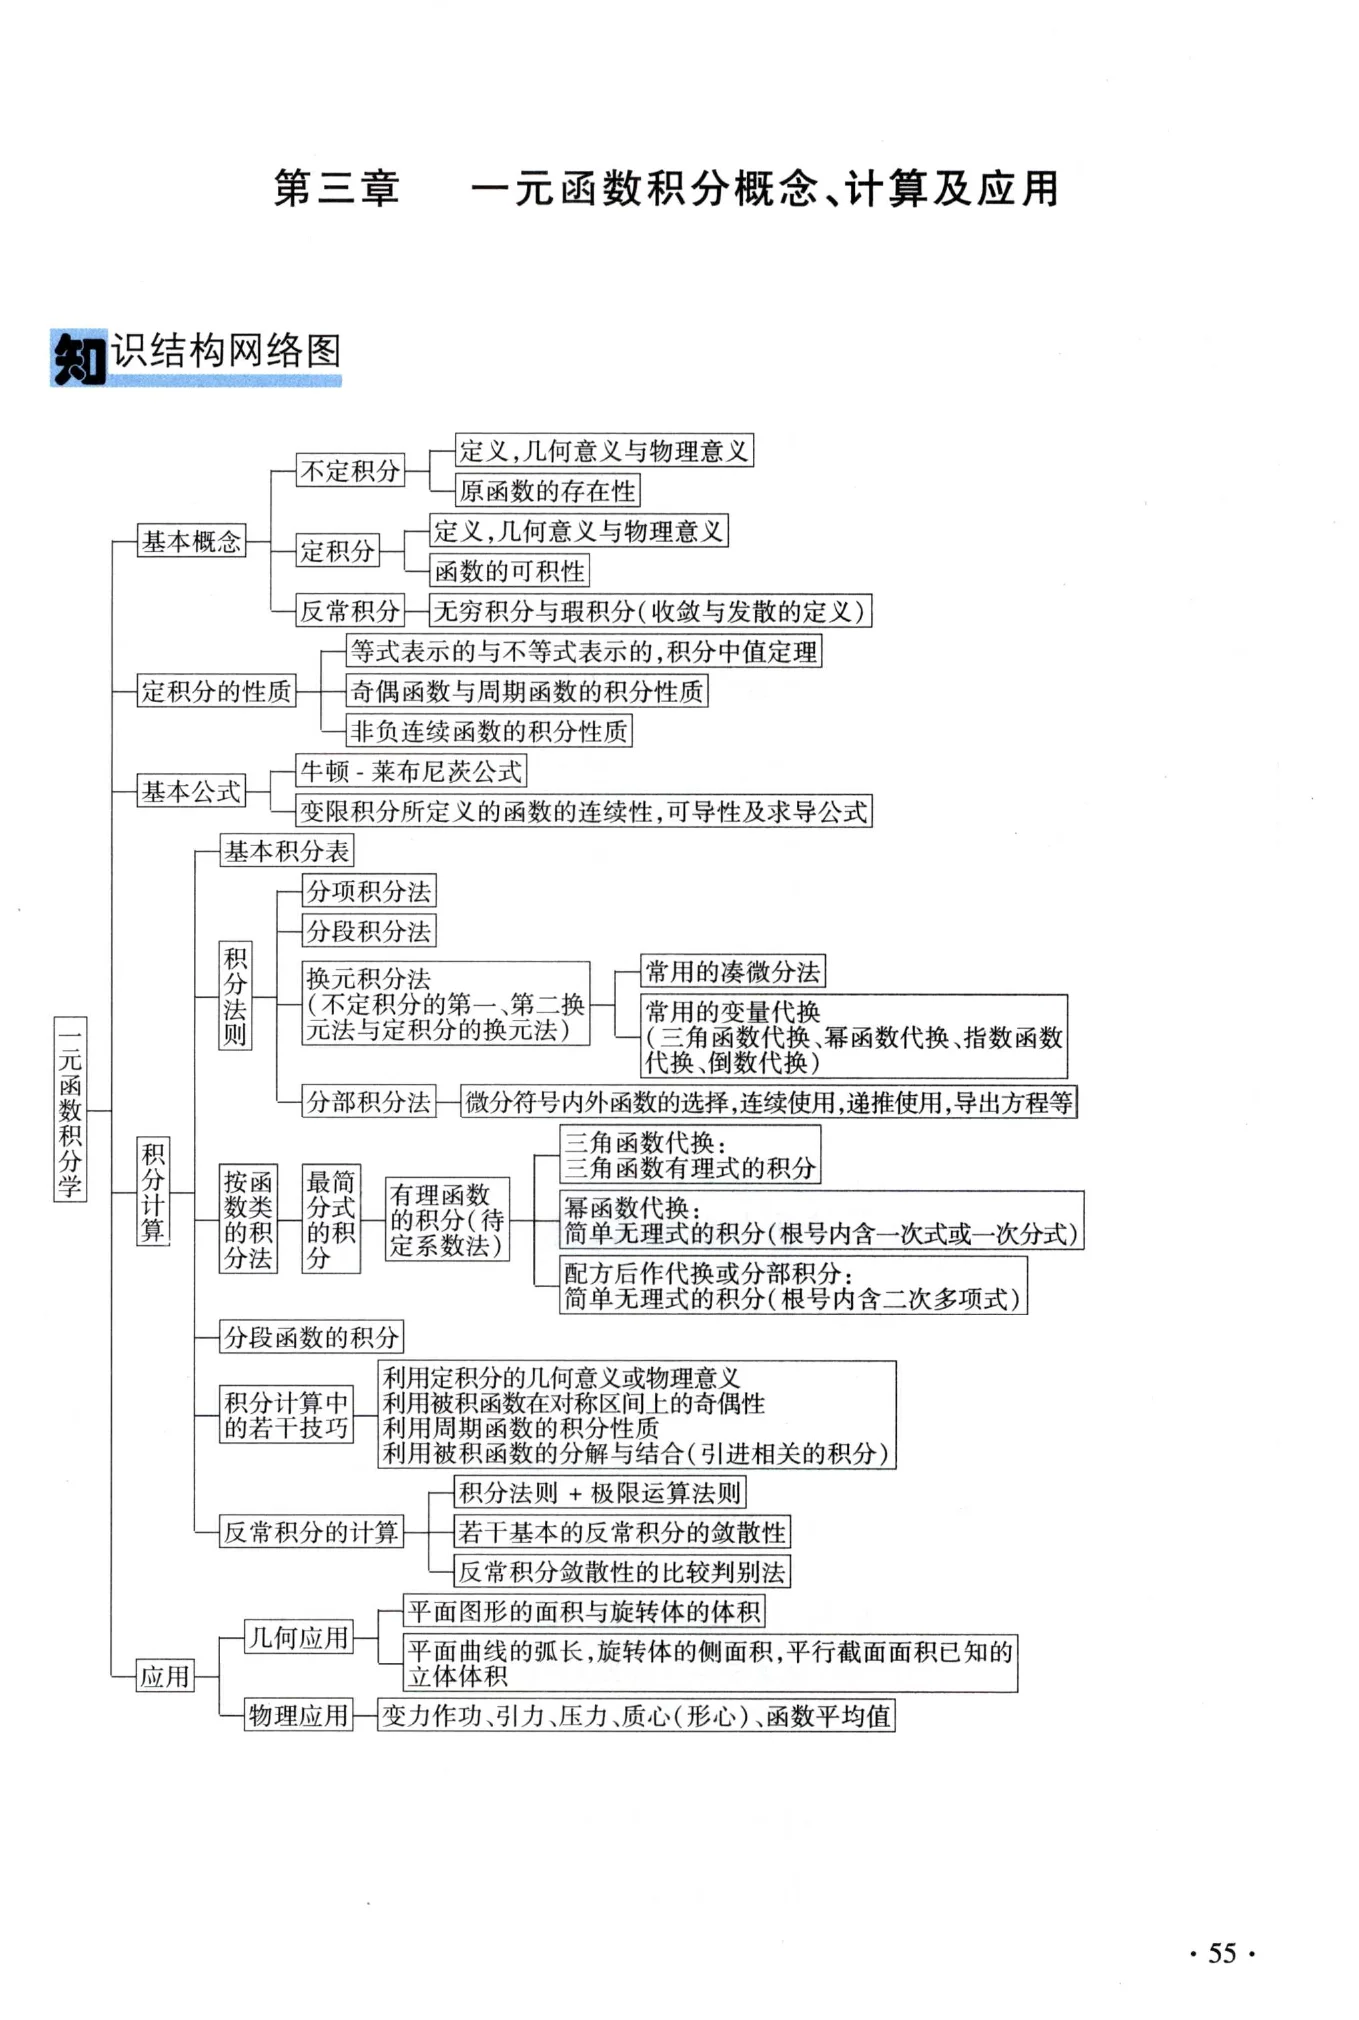 第三章 一元函数积分概念、计算及应用
知识结构网络图
一元函数积分学
基本概念
不定积分
定义,几何意义与物理意义
原函数的存在性
定积分
定义,几何意义与物理意义
函数的可积性
反常积分
无穷积分与瑕积分(收敛与发散的定义)
定积分的性质
等式表示的与不等式表示的,积分中值定理
奇偶函数与周期函数的积分性质
非负连续函数的积分性质
基本公式
牛顿-莱布尼茨公式
变限积分所定义的函数的连续性,可导性及求导公式
积分计算
基本积分表
积分法则
分项积分法
分段积分法
换元积分法
(不定积分的第一、第二换
元法与定积分的换元法)
常用的凑微分法
常用的变量代换
(三角函数代换、幂函数代换、指数函数
代换、倒数代换)
分部积分法
微分符号内外函数的选择,连续使用,递推使用,导出方程等
按函
数类
的积
分法
最简
分式
的积
分
有理函数
的积分(待
定系数法)
三角函数代换:
三角函数有理式的积分
幂函数代换:
简单无理式的积分(根号内含一次式或一次分式)
配方后作代换或分部积分:
简单无理式的积分(根号内含二次多项式)
分段函数的积分
积分计算中
的若干技巧
利用定积分的几何意义或物理意义
利用被积函数在对称区间上的奇偶性
利用周期函数的积分性质
利用被积函数的分解与结合(引进相关的积分)
反常积分的计算
积分法则+极限运算法则
若干基本的反常积分的敛散性
反常积分敛散性的比较判别法
应用
几何应用
平面图形的面积与旋转体的体积
平面曲线的弧长,旋转体的侧面积,平行截面面积已知的
立体体积
物理应用
变力作功、引力、压力、质心(形心)、函数平均值
· 55 ·